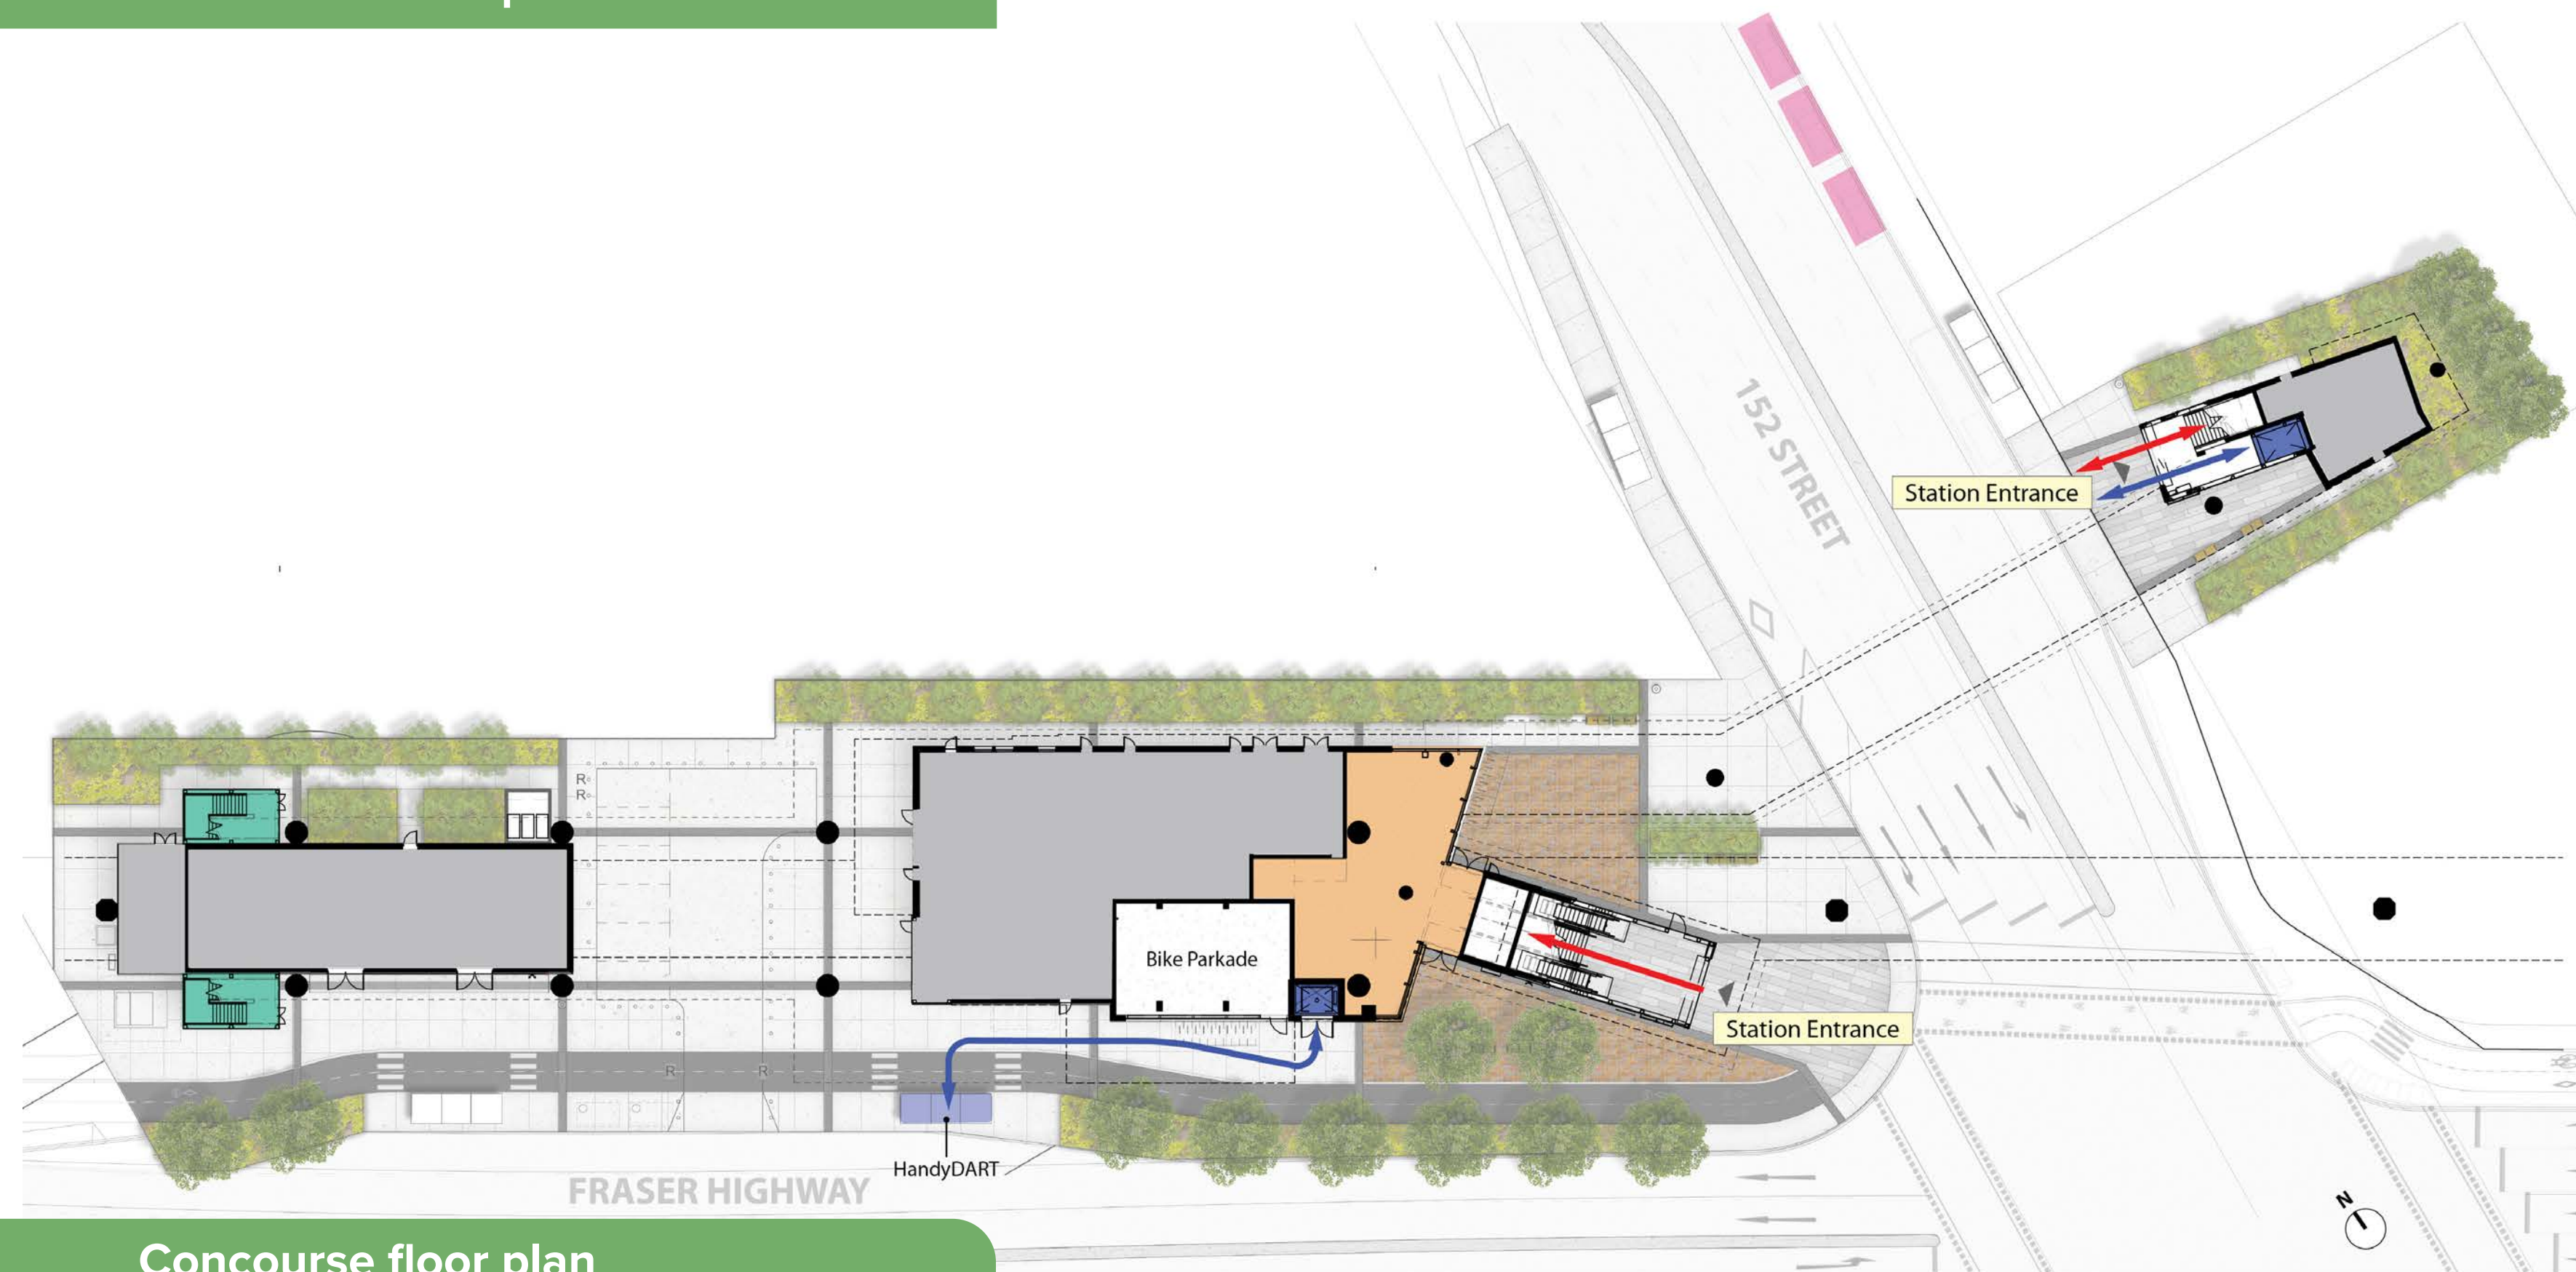 152 STREET
Station Entrance
R
R
Bike Parkade
Station Entrance
R
R
HandyDART
FRASER HIGHWAY
N
Concourse floor plan